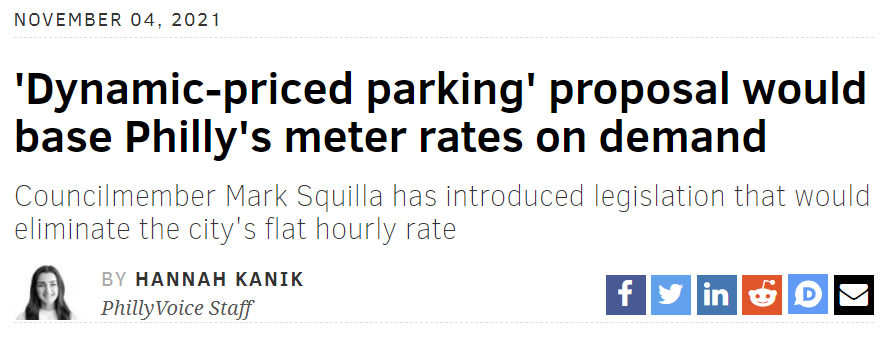 NOVEMBER 04, 2021
'Dynamic-priced parking' proposal would
base Philly's meter rates on demand
Councilmember Mark Squilla has introduced legislation that would
eliminate the city's flat hourly rate
BY HANNAH KANIK
PhillyVoice Staff